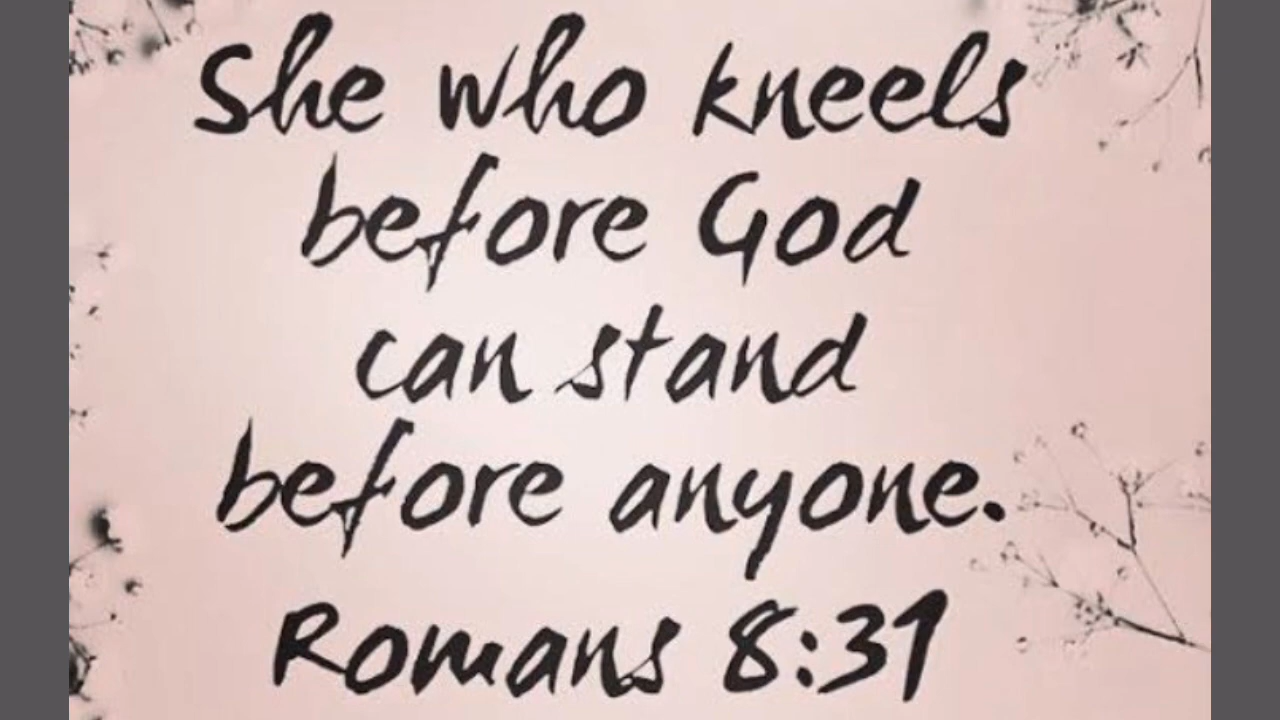 She who kneels
before God
can stand
before anyone.
Romans 8:31